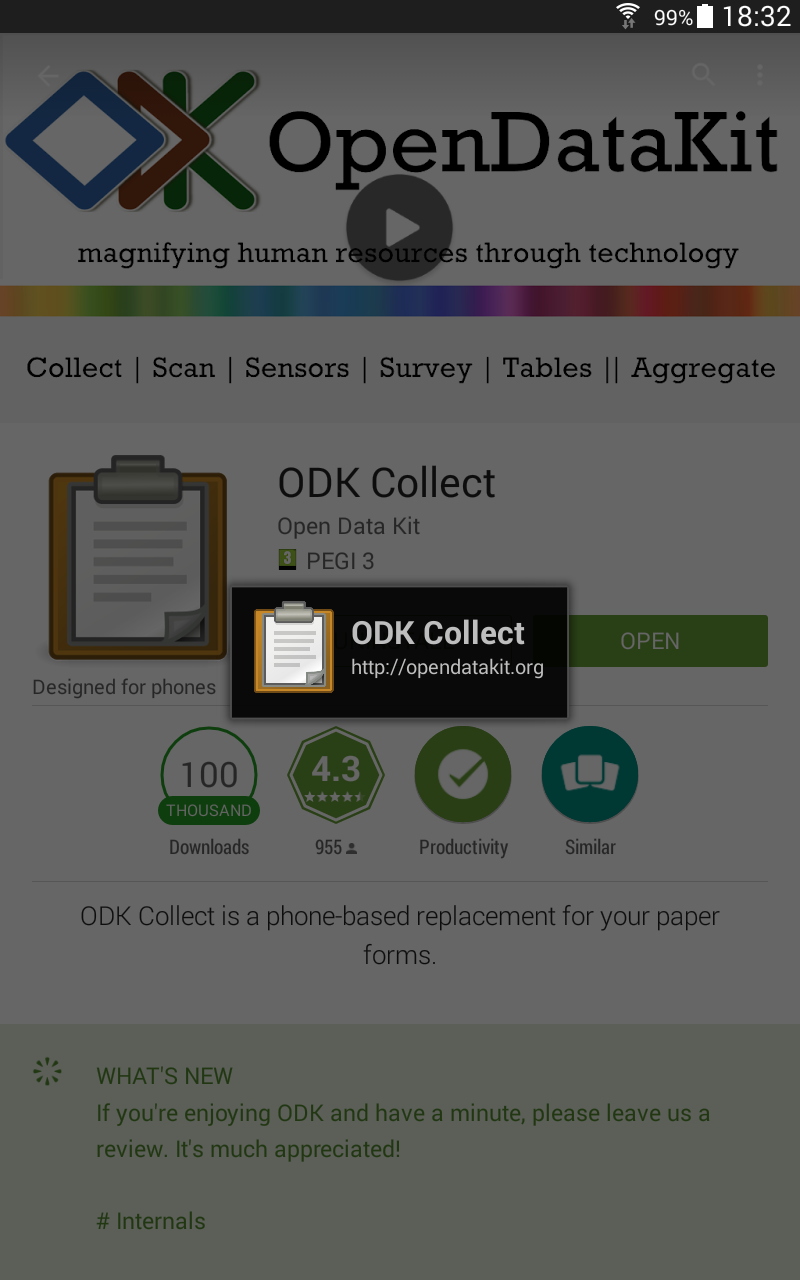 99% 18:32
OpenDataKit
magnifying human resources through technology
Collect | Scan | Sensors | Survey | Tables || Aggregate
ODK Collect
Open Data Kit
3 PEGI 3
ODK Collect
http://opendatakit.org
OPEN
Designed for phones
100
THOUSAND
Downloads
4.3
955
Productivity
Similar
ODK Collect is a phone-based replacement for your paper
forms.
WHAT'S NEW
If you're enjoying ODK and have a minute, please leave us a
review. It's much appreciated!
# Internals